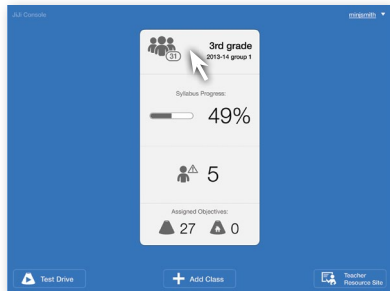 JiJi Console
minjsmith
3rd grade
31
2013-14 group 1
Syllabus Progress:
49%
5
Assigned Objectives:
27 0
Test Drive
Add Class
Teacher
Resource Site